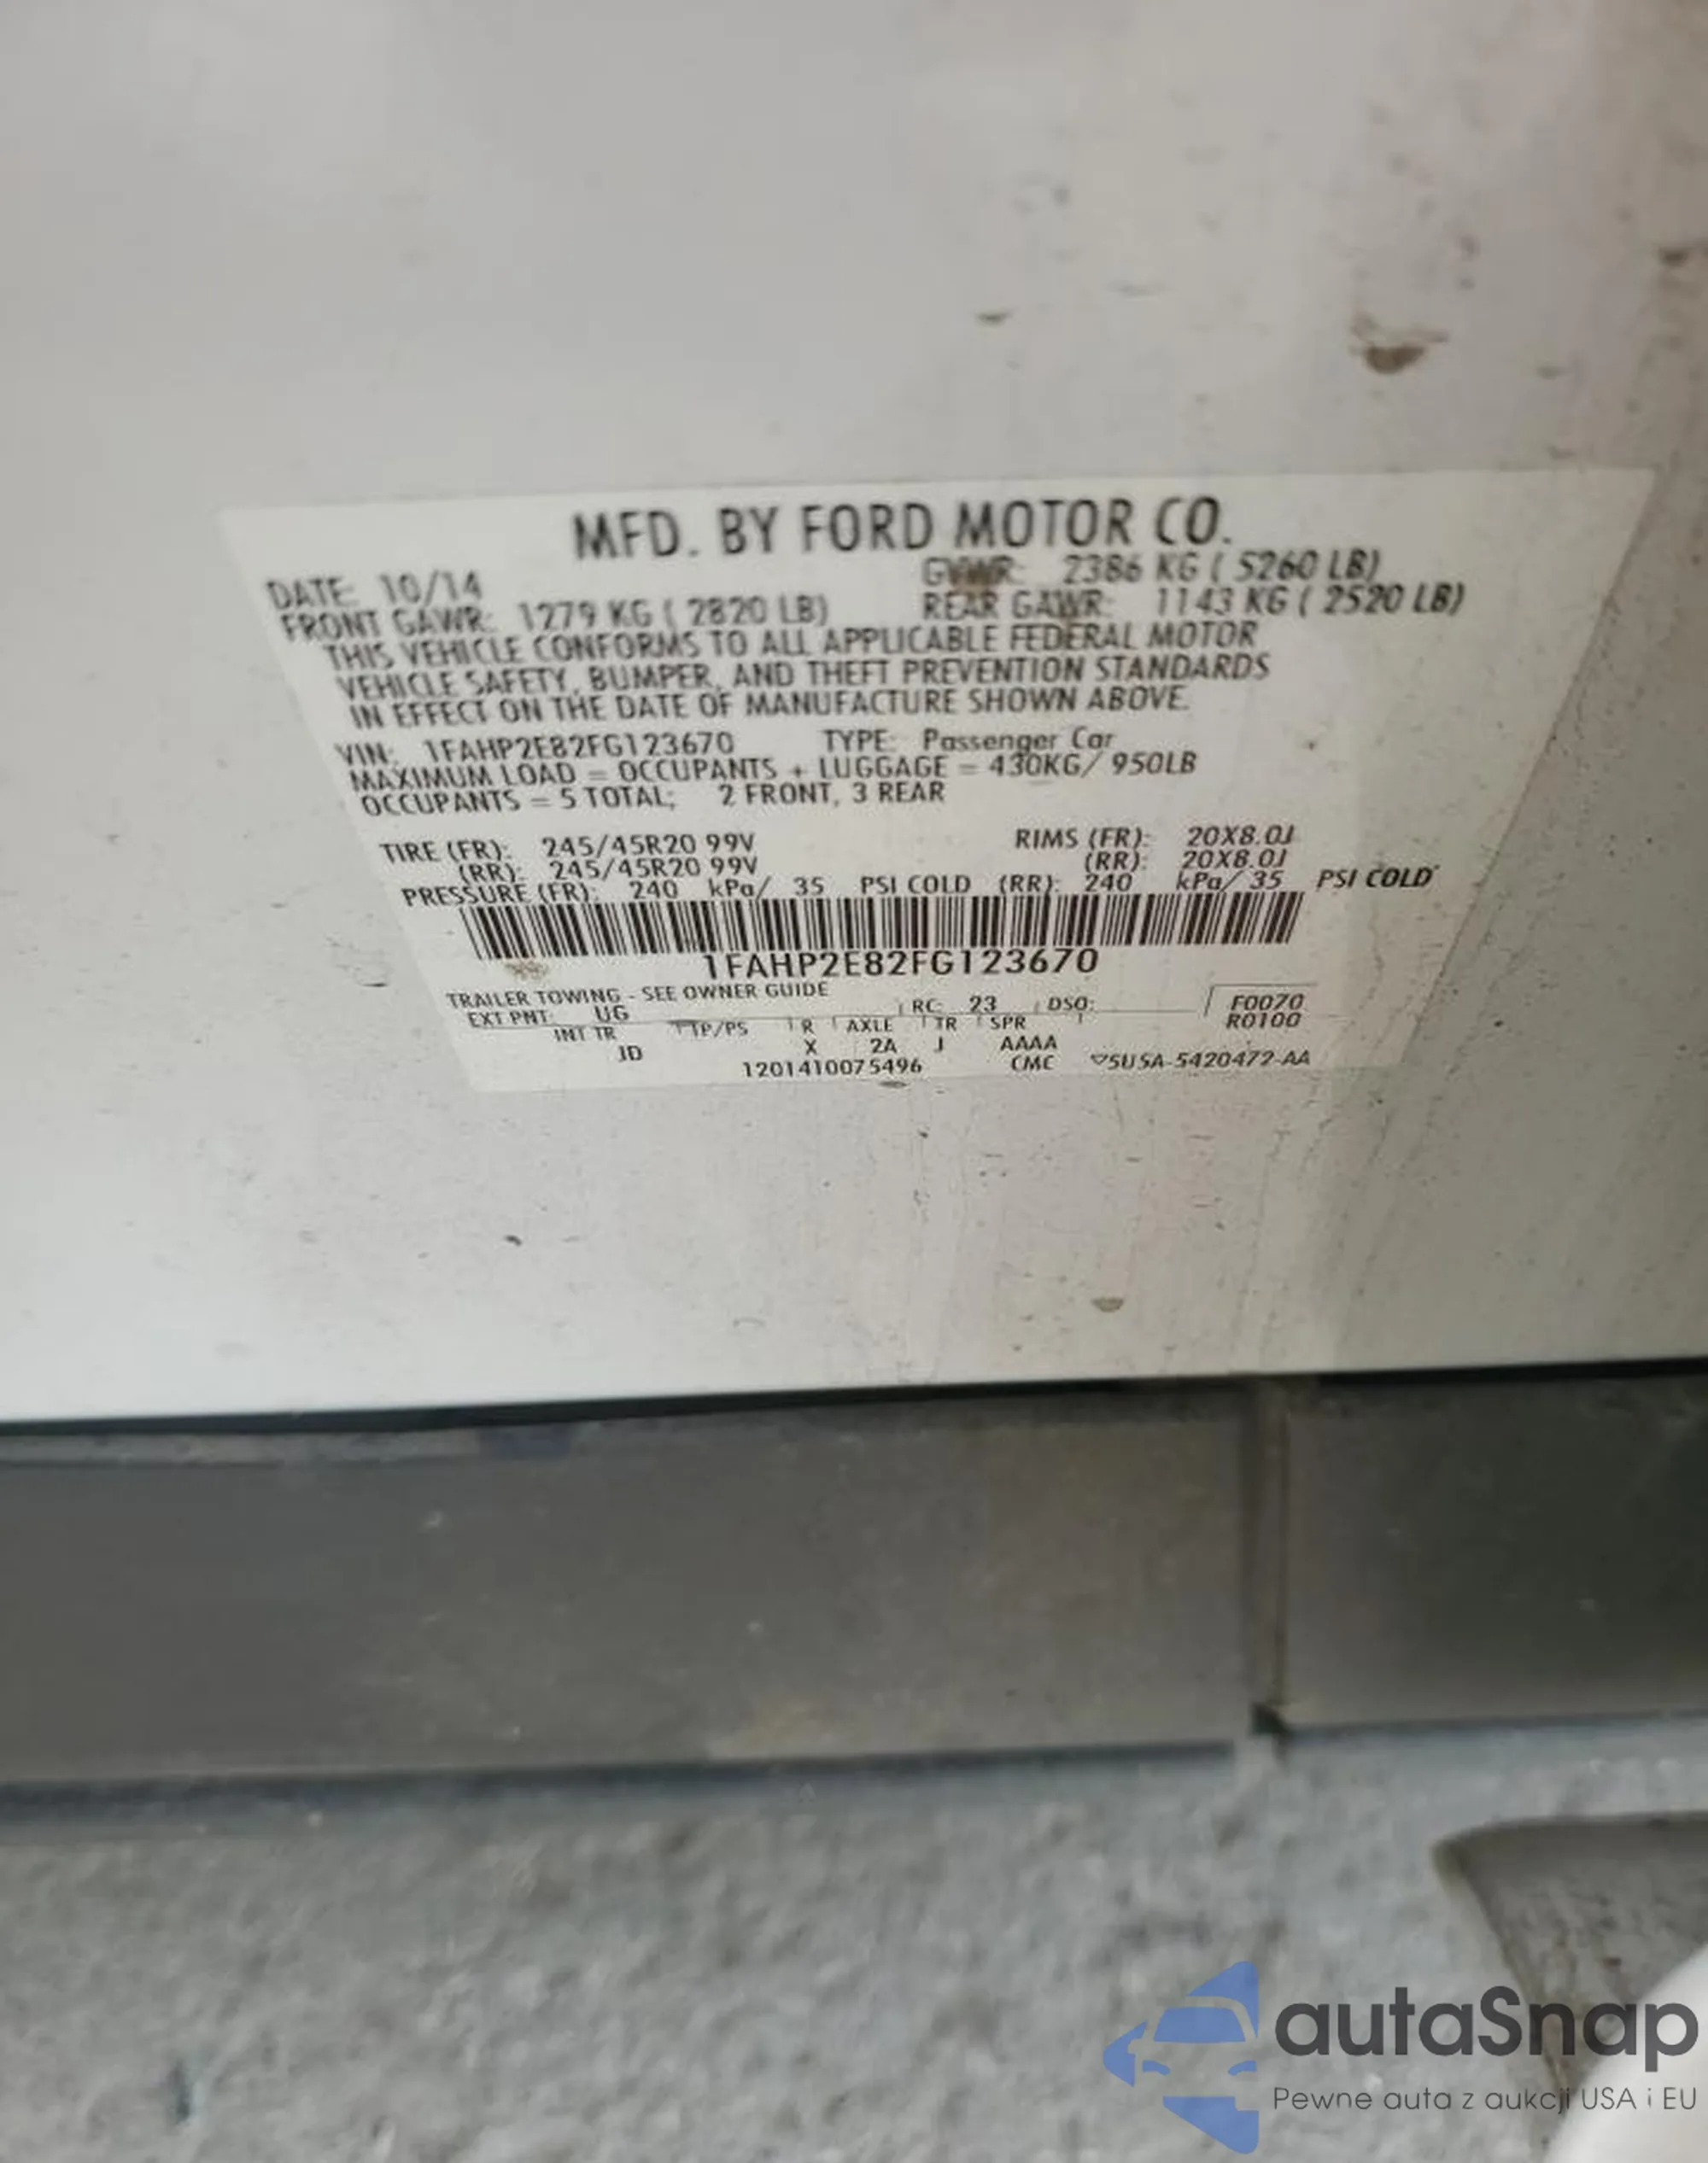 MFD. BY FORD MOTOR CO.
DATE: 10/14 GVWR: 2386 KG ( 5260 LB)
FRONT GAWR: 1279 KG ( 2820 LB) REAR GAWR: 1143 KG ( 2520 LB)
THIS VEHICLE CONFORMS TO ALL APPLICABLE FEDERAL MOTOR
VEHICLE SAFETY, BUMPER, AND THEFT PREVENTION STANDARDS
IN EFFECT ON THE DATE OF MANUFACTURE SHOWN ABOVE.
VIN: 1FAHP2E82FG123670 TYPE: Passenger Car
MAXIMUM LOAD = OCCUPANTS + LUGGAGE = 430KG/ 950LB
OCCUPANTS = 5 TOTAL; 2 FRONT, 3 REAR
TIRE (FR): 245/45R20 99V RIMS (FR): 20X8.0J
(RR): 245/45R20 99V (RR): 20X8.0J
PRESSURE (FR): 240 kPa/ 35 PSI COLD (RR): 240 kPa/ 35 PSI COLD
1FAHP2E82FG123670
TRAILER TOWING - SEE OWNER GUIDE
EXT PNT: UG RC: 23 DSO: F0070
INT TR TP/PS R AXLE TR SPR R0100
JD X 2A J AAAA
1201410075496 CMC ▽5USA-5420472-AA
autaSnap
Pewne auta z aukcji USA i EU